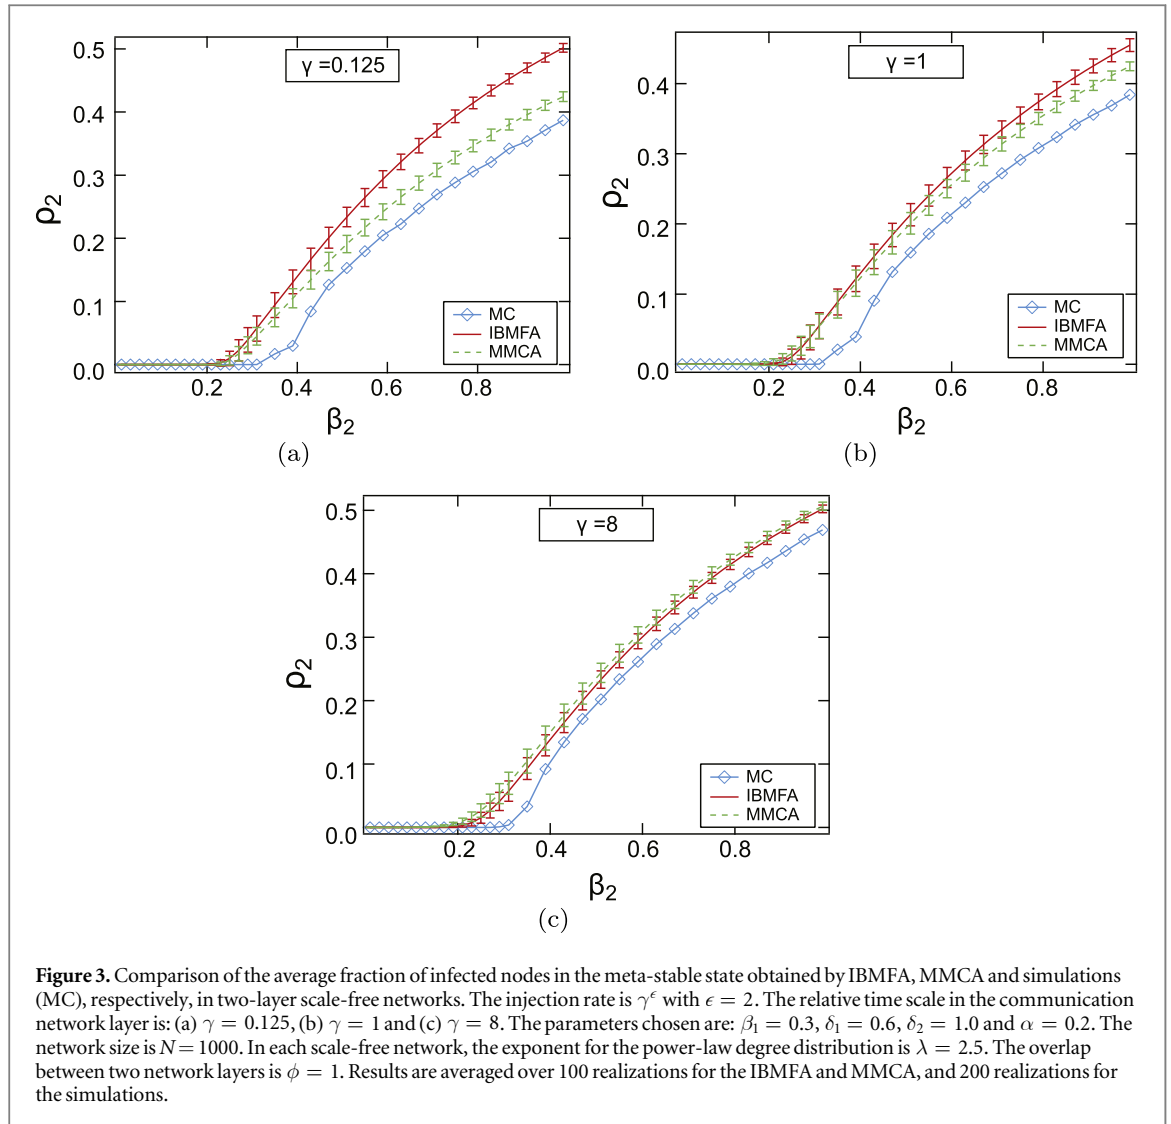 γ =0.125
0.5
0.4
0.3
0.2
0.1
0.0
ρ2
0.2 0.4 0.6 0.8
β2
MC
IBMFA
MMCA
(a)
γ =1
0.4
0.3
0.2
0.1
0.0
ρ2
0.2 0.4 0.6 0.8
β2
MC
IBMFA
MMCA
(b)
γ =8
0.5
0.4
0.3
0.2
0.1
0.0
ρ2
0.2 0.4 0.6 0.8
β2
MC
IBMFA
MMCA
(c)
Figure 3. Comparison of the average fraction of infected nodes in the meta-stable state obtained by IBMFA, MMCA and simulations
(MC), respectively, in two-layer scale-free networks. The injection rate is γ^ϵ with ϵ = 2. The relative time scale in the communication
network layer is: (a) γ = 0.125, (b) γ = 1 and (c) γ = 8. The parameters chosen are: β1 = 0.3, δ1 = 0.6, δ2 = 1.0 and α = 0.2. The
network size is N = 1000. In each scale-free network, the exponent for the power-law degree distribution is λ = 2.5. The overlap
between two network layers is ϕ = 1. Results are averaged over 100 realizations for the IBMFA and MMCA, and 200 realizations for
the simulations.